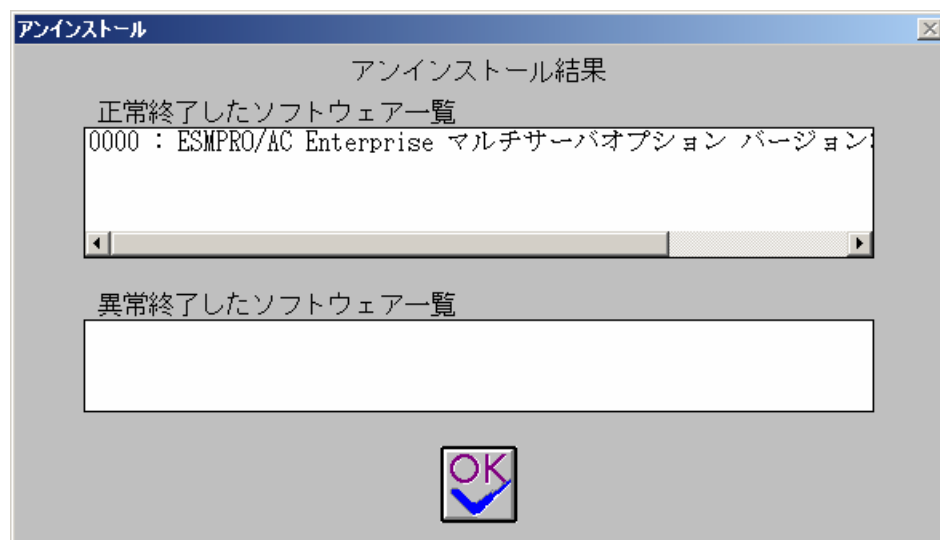 アンインストール
アンインストール結果
正常終了したソフトウェア一覧
0000 : ESMPRO/AC Enterprise マルチサーバオプション バージョン
異常終了したソフトウェア一覧
OK